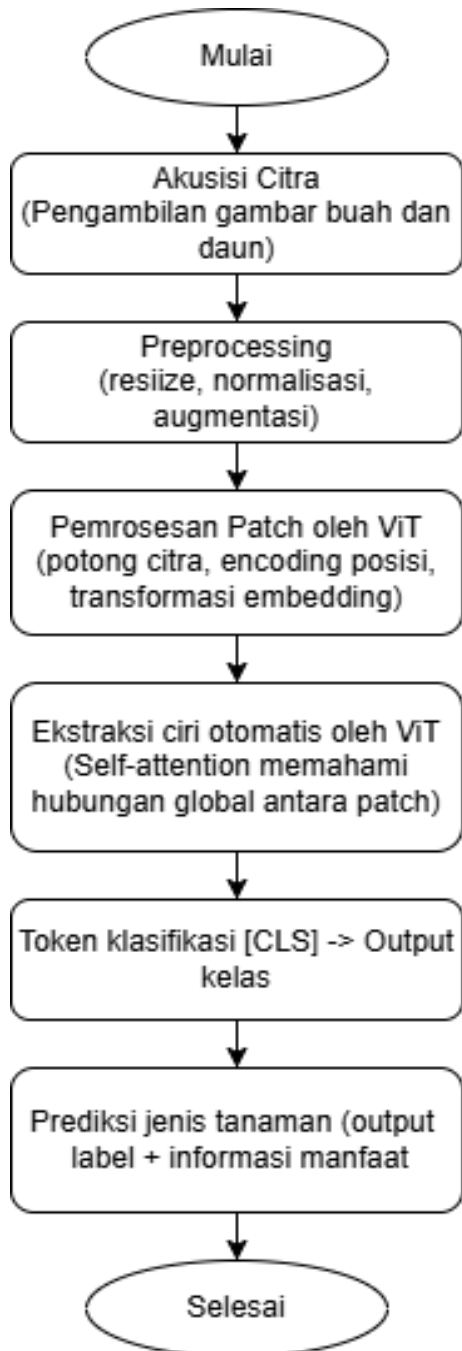 Mulai
Akusisi Citra
(Pengambilan gambar buah dan
daun)
Preprocessing
(resiize, normalisasi,
augmentasi)
Pemrosesan Patch oleh ViT
(potong citra, encoding posisi,
transformasi embedding)
Ekstraksi ciri otomatis oleh ViT
(Self-attention memahami
hubungan global antara patch)
Token klasifikasi [CLS] -> Output
kelas
Prediksi jenis tanaman (output
label + informasi manfaat
Selesai